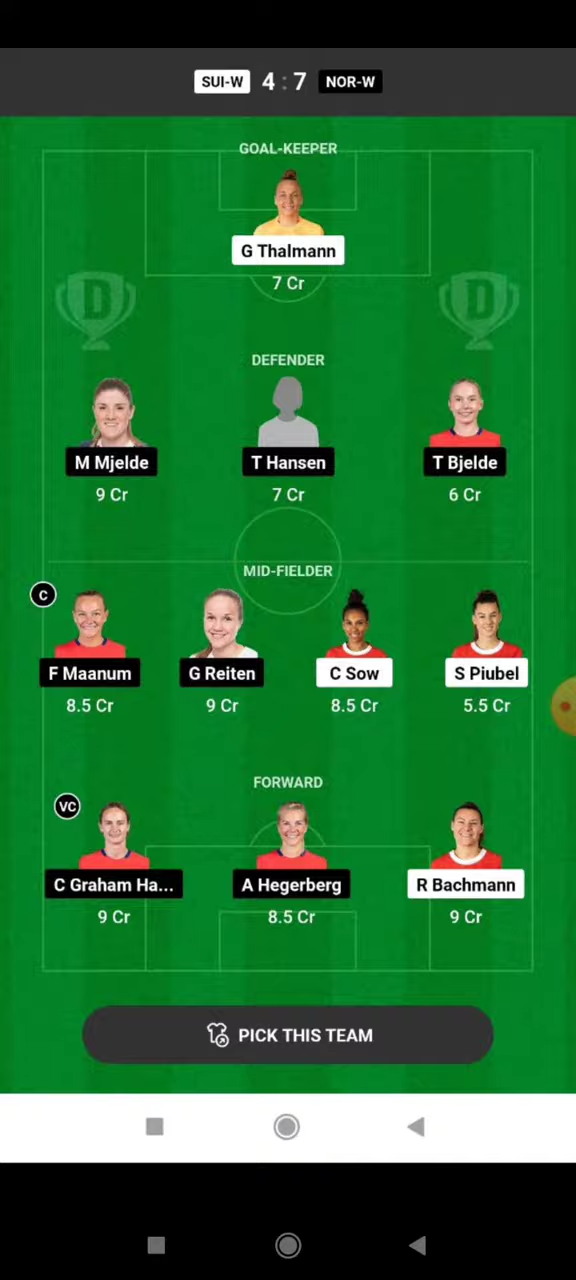 SUI-W 4 : 7 NOR-W
GOAL-KEEPER
G Thalmann
7 Cr
D D
DEFENDER
M Mjelde T Hansen T Bjelde
9 Cr 7 Cr 6 Cr
MID-FIELDER
C
F Maanum G Reiten C Sow S Piubel
8.5 Cr 9 Cr 8.5 Cr 5.5 Cr
FORWARD
VC
C Graham Ha... A Hegerberg R Bachmann
9 Cr 8.5 Cr 9 Cr
PICK THIS TEAM